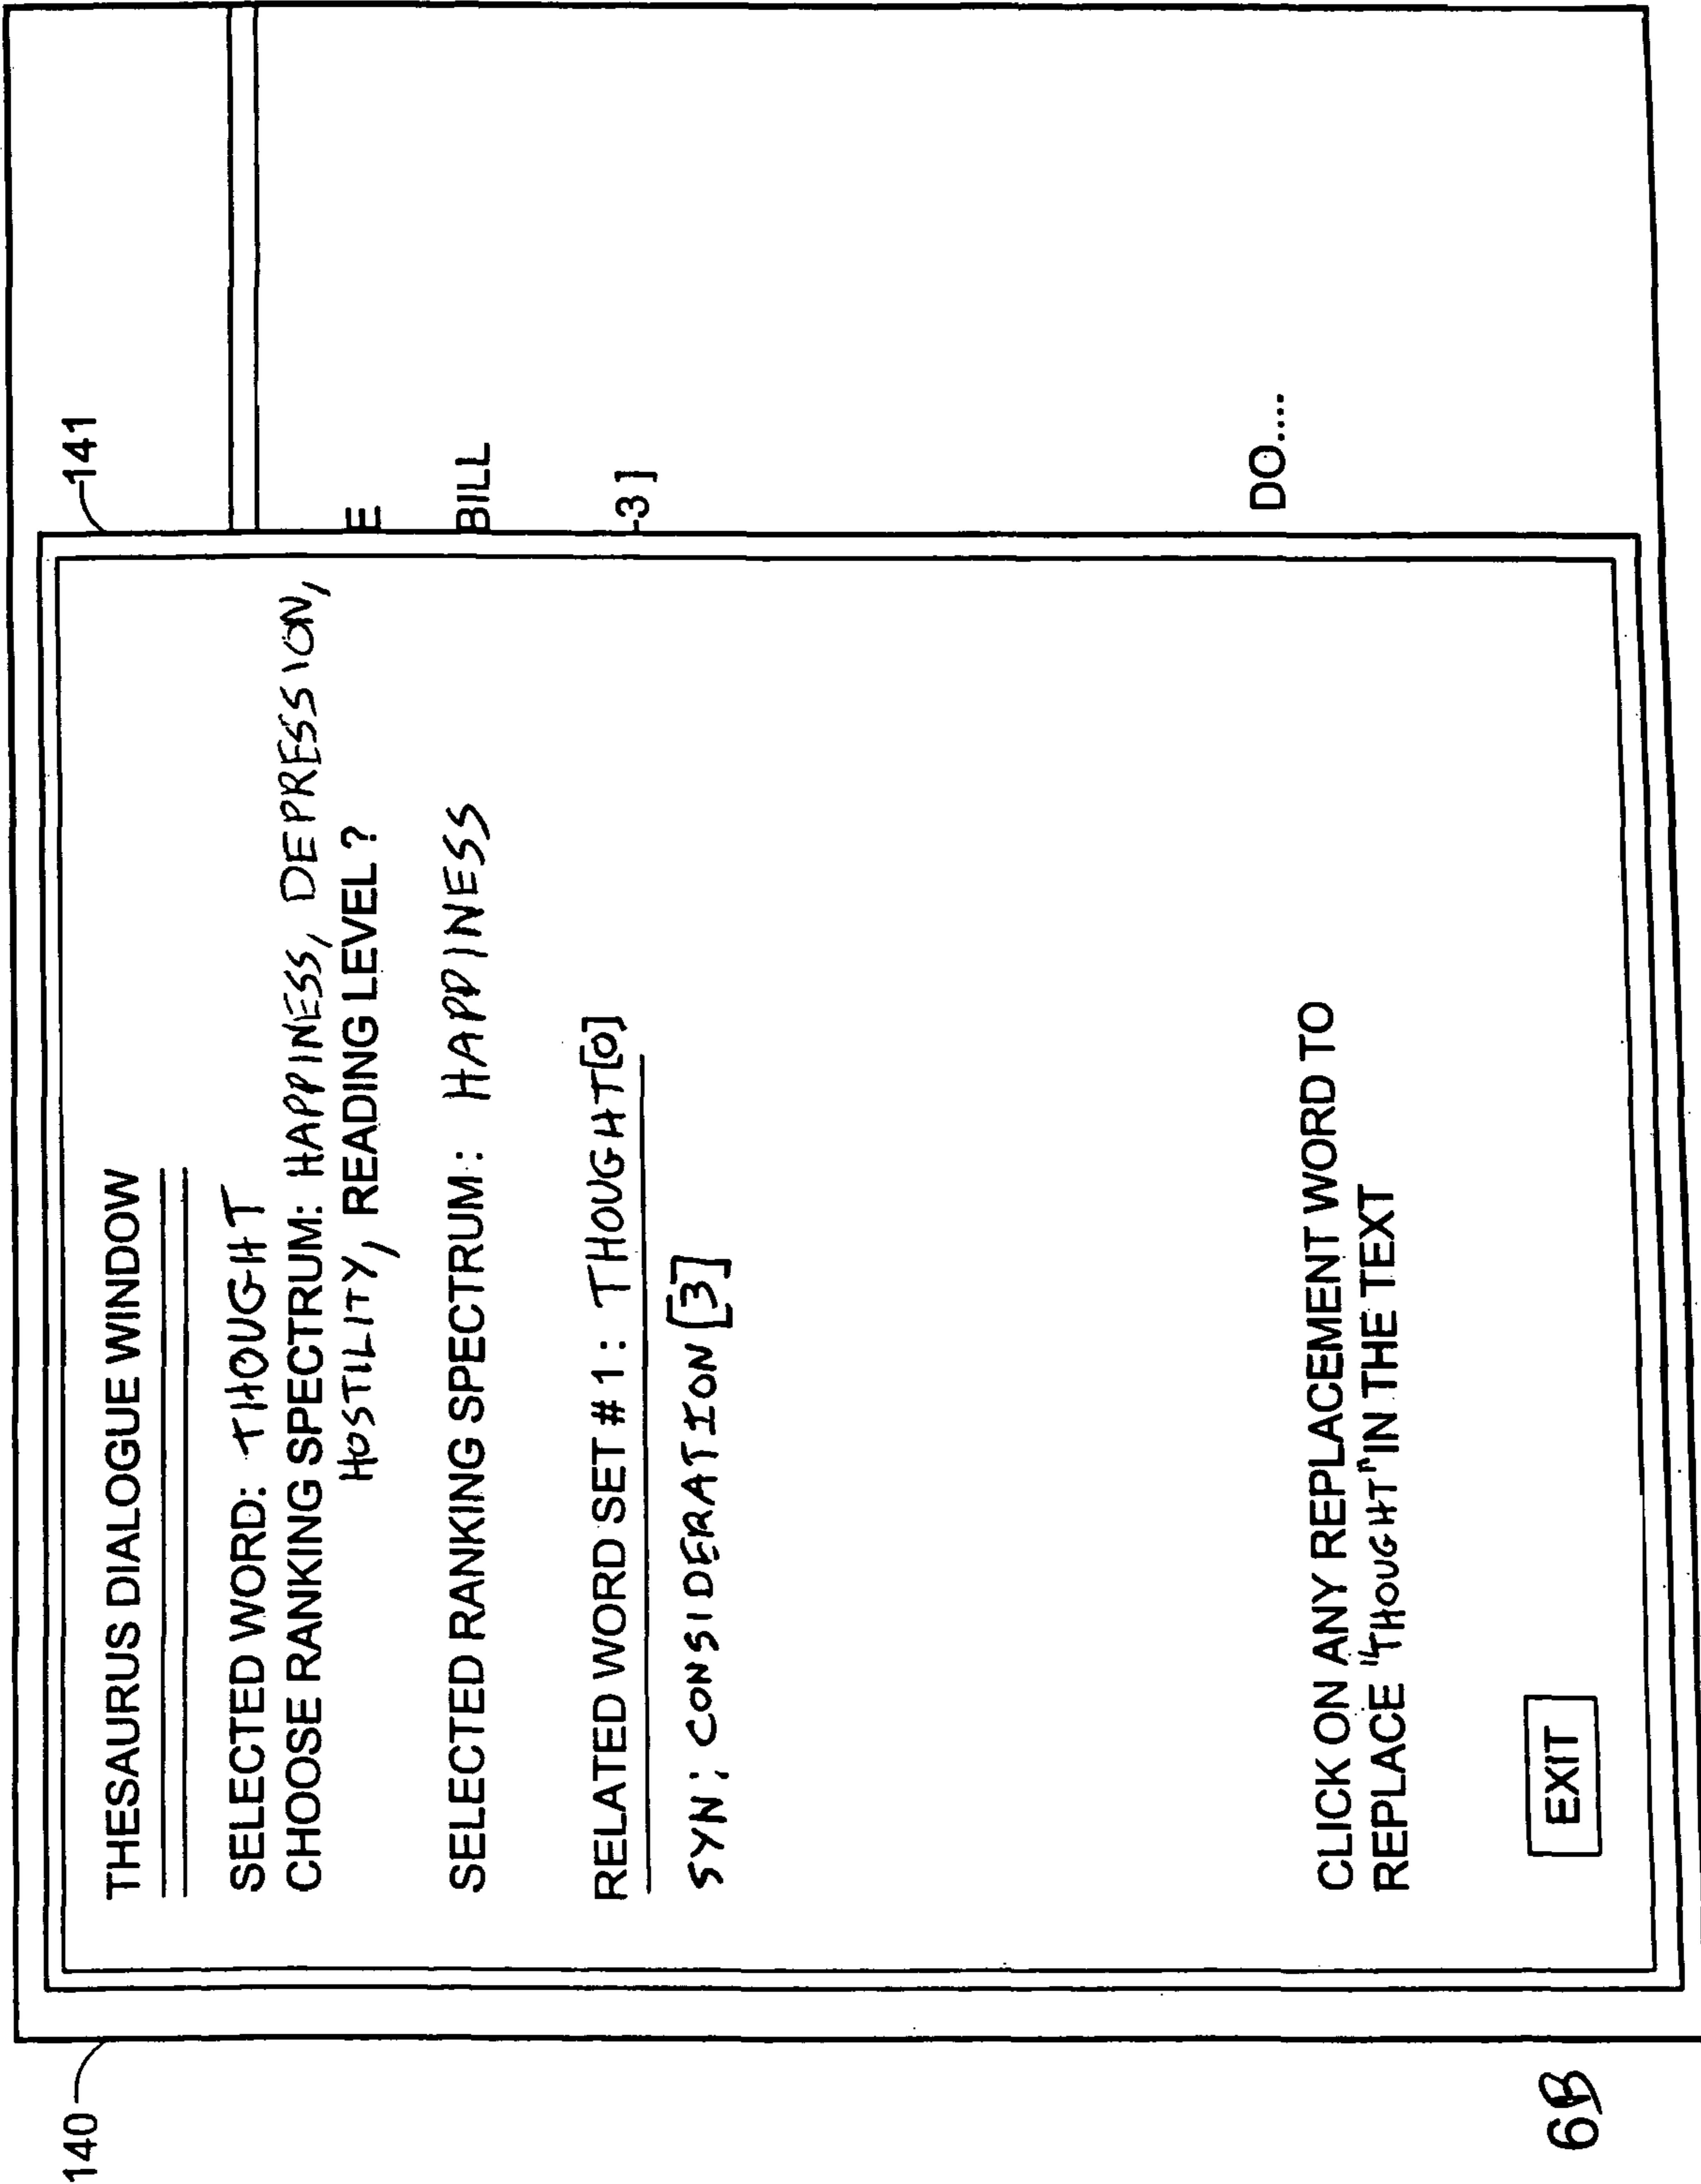 140
141
THESAURUS DIALOGUE WINDOW
SELECTED WORD: THOUGHT
CHOOSE RANKING SPECTRUM: HAPPINESS, DEPRESSION,
HOSTILITY, READING LEVEL?
E
SELECTED RANKING SPECTRUM: HAPPINESS
BILL
RELATED WORD SET # 1 : THOUGHT[0]
-3 ]
SYN: CONSIDERATION [3]
DO....
CLICK ON ANY REPLACEMENT WORD TO
REPLACE "THOUGHT" IN THE TEXT
EXIT
6B